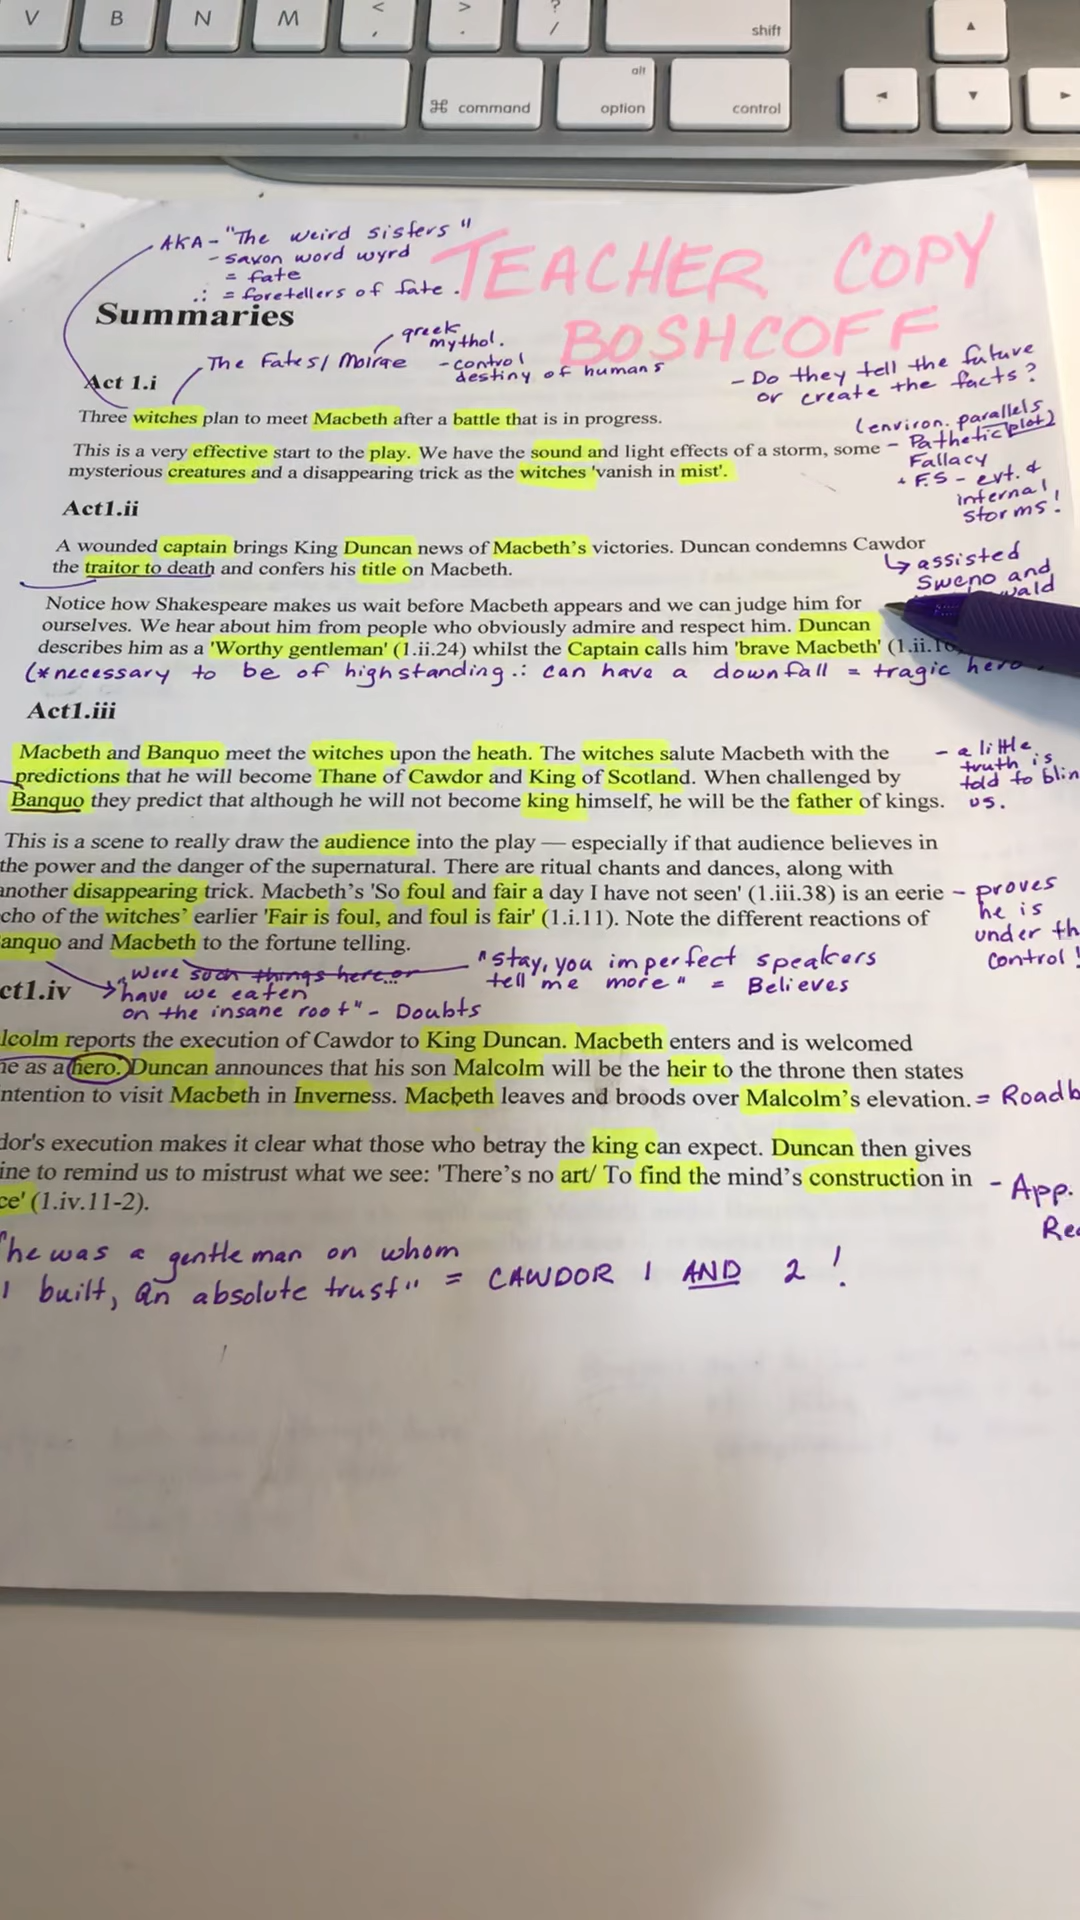 V B N M < , > . ? / shift
⌘ command alt option control
AKA - "The weird sisters"
- saxon word wyrd
= fate
∴ = foretellers of fate.
TEACHER COPY
BOSHCOFF
Summaries
greek
mythol.
The Fates/ Moirae - control
destiny of humans
- Do they tell the future
or create the facts?
Act 1.i
Three witches plan to meet Macbeth after a battle that is in progress.
(environ. parallels
plot)
This is a very effective start to the play. We have the sound and light effects of a storm, some
mysterious creatures and a disappearing trick as the witches 'vanish in mist'.
- Pathetic
Fallacy
+ F.S - ext. &
internal
storms!
Act1.ii
A wounded captain brings King Duncan news of Macbeth's victories. Duncan condemns Cawdor
the traitor to death and confers his title on Macbeth.
↳ assisted
Sweno and
Notice how Shakespeare makes us wait before Macbeth appears and we can judge him for
ourselves. We hear about him from people who obviously admire and respect him. Duncan
describes him as a 'Worthy gentleman' (1.ii.24) whilst the Captain calls him 'brave Macbeth'
(*necessary to be of high standing ∴ can have a downfall = tragic hero
Act1.iii
Macbeth and Banquo meet the witches upon the heath. The witches salute Macbeth with the
predictions that he will become Thane of Cawdor and King of Scotland. When challenged by
Banquo they predict that although he will not become king himself, he will be the father of kings.
- a little
truth is
told to blin
us.
This is a scene to really draw the audience into the play — especially if that audience believes in
the power and the danger of the supernatural. There are ritual chants and dances, along with
another disappearing trick. Macbeth's 'So foul and fair a day I have not seen' (1.iii.38) is an eerie
cho of the witches' earlier 'Fair is foul, and foul is fair' (1.i.11). Note the different reactions of
anquo and Macbeth to the fortune telling.
- proves
he is
under th
control!
"were such things here or...
have we eaten
on the insane root" - Doubts
"stay, you imperfect speakers
tell me more" = Believes
ct1.iv
lcolm reports the execution of Cawdor to King Duncan. Macbeth enters and is welcomed
ne as a hero. Duncan announces that his son Malcolm will be the heir to the throne then states
ntention to visit Macbeth in Inverness. Macbeth leaves and broods over Malcolm's elevation. = Roadb
dor's execution makes it clear what those who betray the king can expect. Duncan then gives
ine to remind us to mistrust what we see: 'There's no art/ To find the mind's construction in
ce' (1.iv.11-2).
- App.
Rea
"he was a gentleman on whom
I built, an absolute trust" = CAWDOR 1 AND 2!